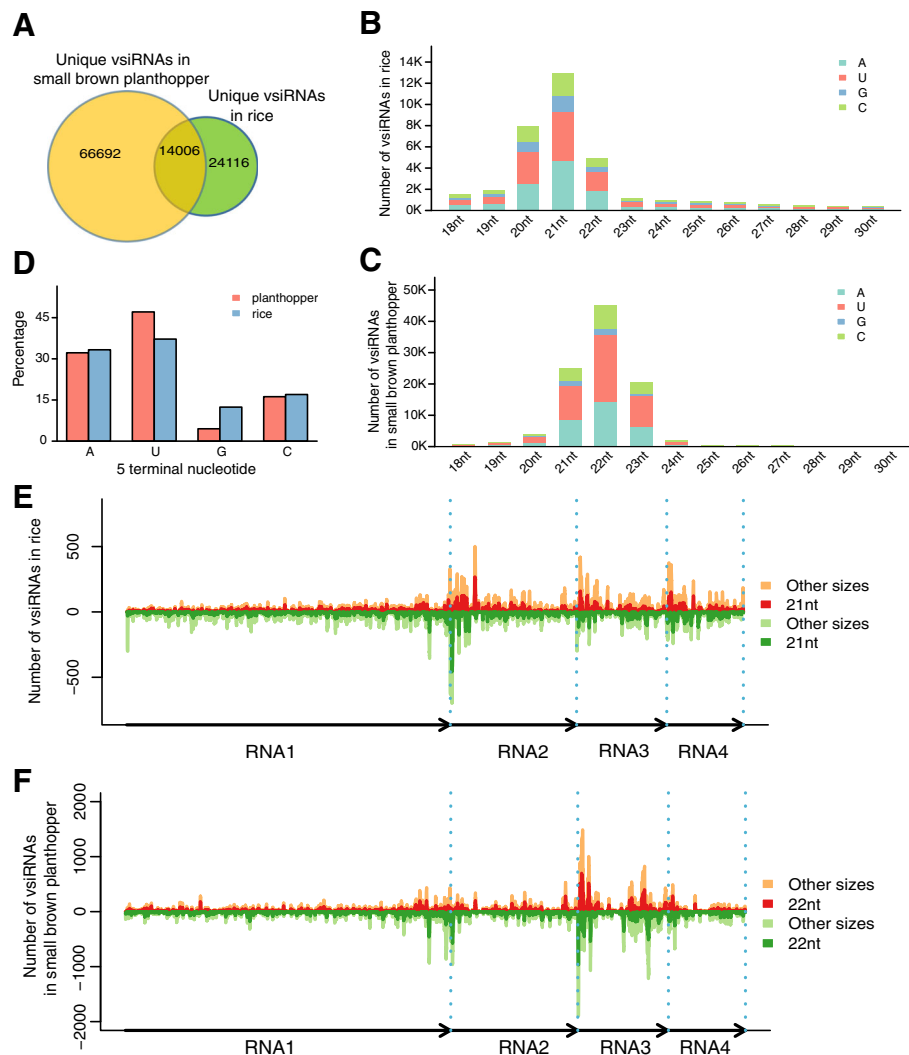 A
Unique vsiRNAs in
small brown planthopper
Unique vsiRNAs
in rice
66692
14006
24116
B
Number of vsiRNAs in rice
14K
12K
10K
8K
6K
4K
2K
0K
18nt 19nt 20nt 21nt 22nt 23nt 24nt 25nt 26nt 27nt 28nt 29nt 30nt
A
U
G
C
D
Percentage
45
30
15
0
planthopper
rice
A U G C
5 terminal nucleotide
C
Number of vsiRNAs
in small brown planthopper
50K
40K
30K
20K
10K
0K
18nt 19nt 20nt 21nt 22nt 23nt 24nt 25nt 26nt 27nt 28nt 29nt 30nt
A
U
G
C
E
Number of vsiRNAs in rice
500
0
−500
Other sizes
21nt
Other sizes
21nt
RNA1 RNA2 RNA3 RNA4
F
Number of vsiRNAs
in small brown planthopper
2000
1000
0
−1000
−2000
Other sizes
22nt
Other sizes
22nt
RNA1 RNA2 RNA3 RNA4